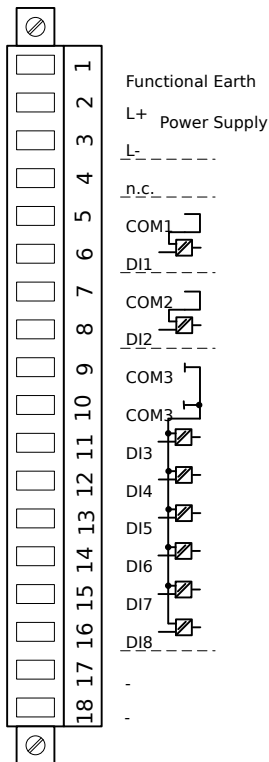 1
Functional Earth
2
L+ Power Supply
3
L-
4
n.c.
5
COM1
6
DI1
7
COM2
8
DI2
9
COM3
10
COM3
11
DI3
12
DI4
13
DI5
14
DI6
15
DI7
16
DI8
17
-
18
-